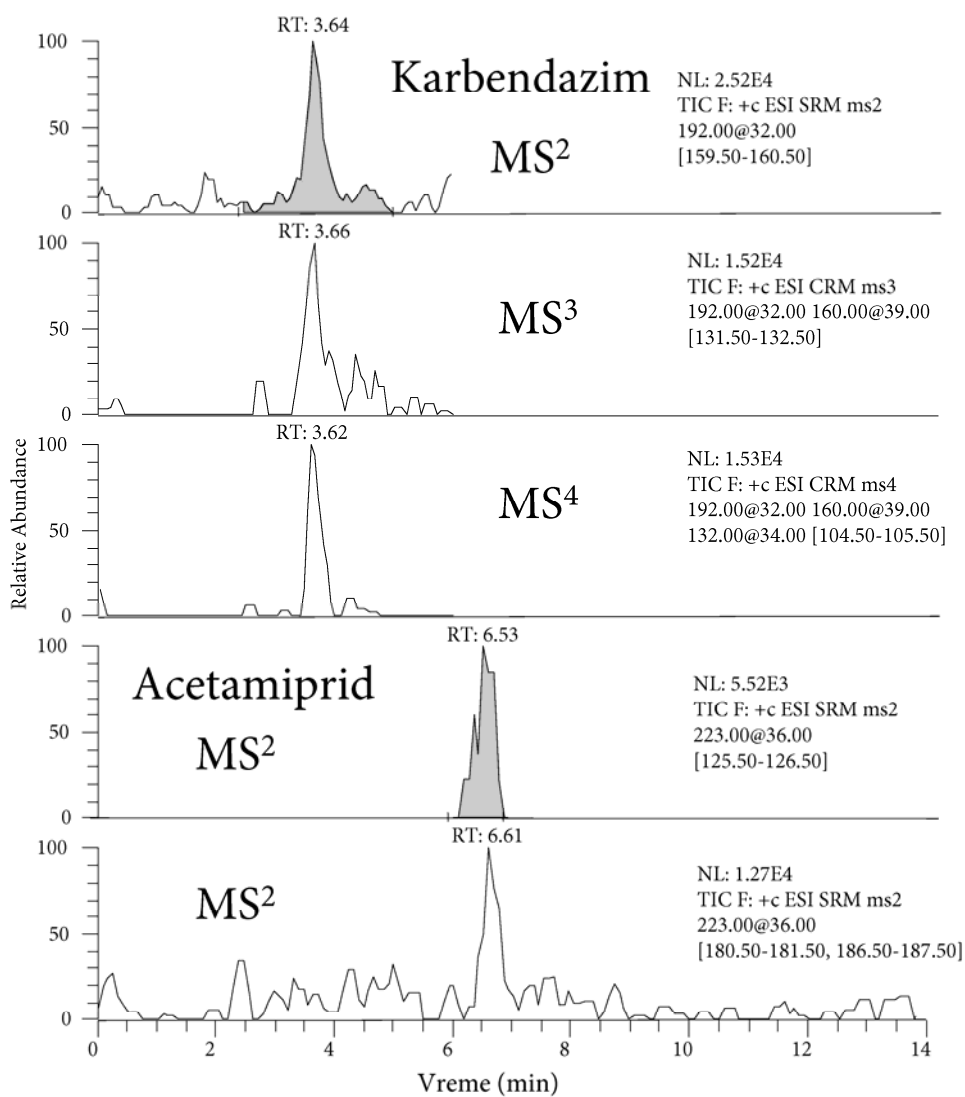 RT: 3.64
100
50
0
Karbendazim
MS²
NL: 2.52E4
TIC F: +c ESI SRM ms2
192.00@32.00
[159.50-160.50]
RT: 3.66
100
50
0
MS³
NL: 1.52E4
TIC F: +c ESI CRM ms3
192.00@32.00 160.00@39.00
[131.50-132.50]
RT: 3.62
100
50
0
MS⁴
NL: 1.53E4
TIC F: +c ESI CRM ms4
192.00@32.00 160.00@39.00
132.00@34.00 [104.50-105.50]
Relative Abundance
RT: 6.53
100
50
0
Acetamiprid
MS²
NL: 5.52E3
TIC F: +c ESI SRM ms2
223.00@36.00
[125.50-126.50]
RT: 6.61
100
50
0
MS²
NL: 1.27E4
TIC F: +c ESI SRM ms2
223.00@36.00
[180.50-181.50, 186.50-187.50]
0 2 4 6 8 10 12 14
Vreme (min)